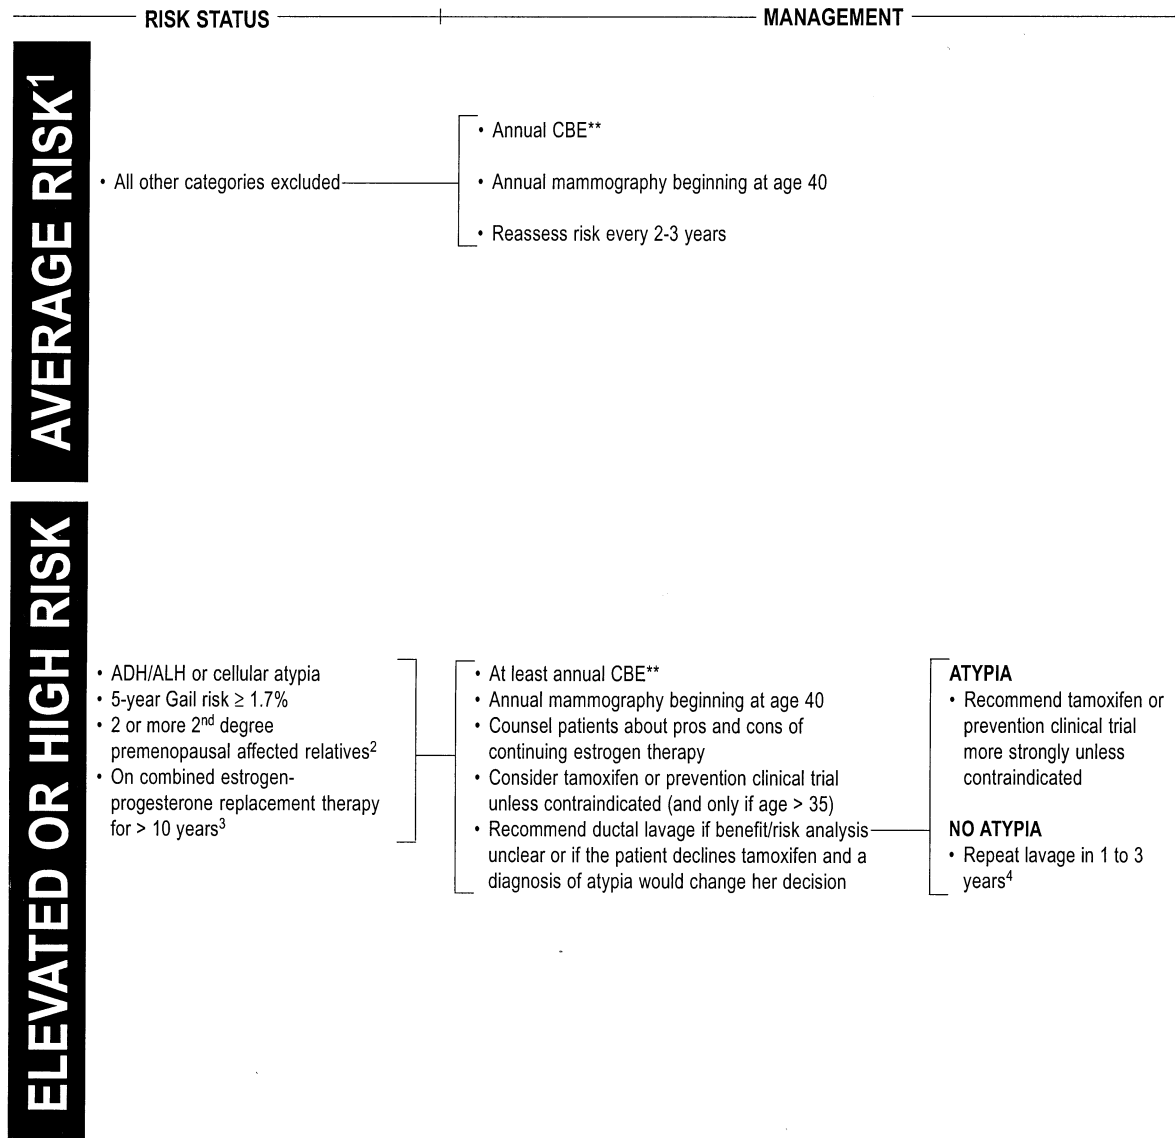 RISK STATUS
MANAGEMENT
AVERAGE RISK¹
• All other categories excluded
• Annual CBE**
• Annual mammography beginning at age 40
• Reassess risk every 2-3 years
ELEVATED OR HIGH RISK
• ADH/ALH or cellular atypia
• 5-year Gail risk ≥ 1.7%
• 2 or more 2nd degree
premenopausal affected relatives²
• On combined estrogen-
progesterone replacement therapy
for > 10 years³
• At least annual CBE**
• Annual mammography beginning at age 40
• Counsel patients about pros and cons of
continuing estrogen therapy
• Consider tamoxifen or prevention clinical trial
unless contraindicated (and only if age > 35)
• Recommend ductal lavage if benefit/risk analysis
unclear or if the patient declines tamoxifen and a
diagnosis of atypia would change her decision
ATYPIA
• Recommend tamoxifen or
prevention clinical trial
more strongly unless
contraindicated
NO ATYPIA
• Repeat lavage in 1 to 3
years⁴